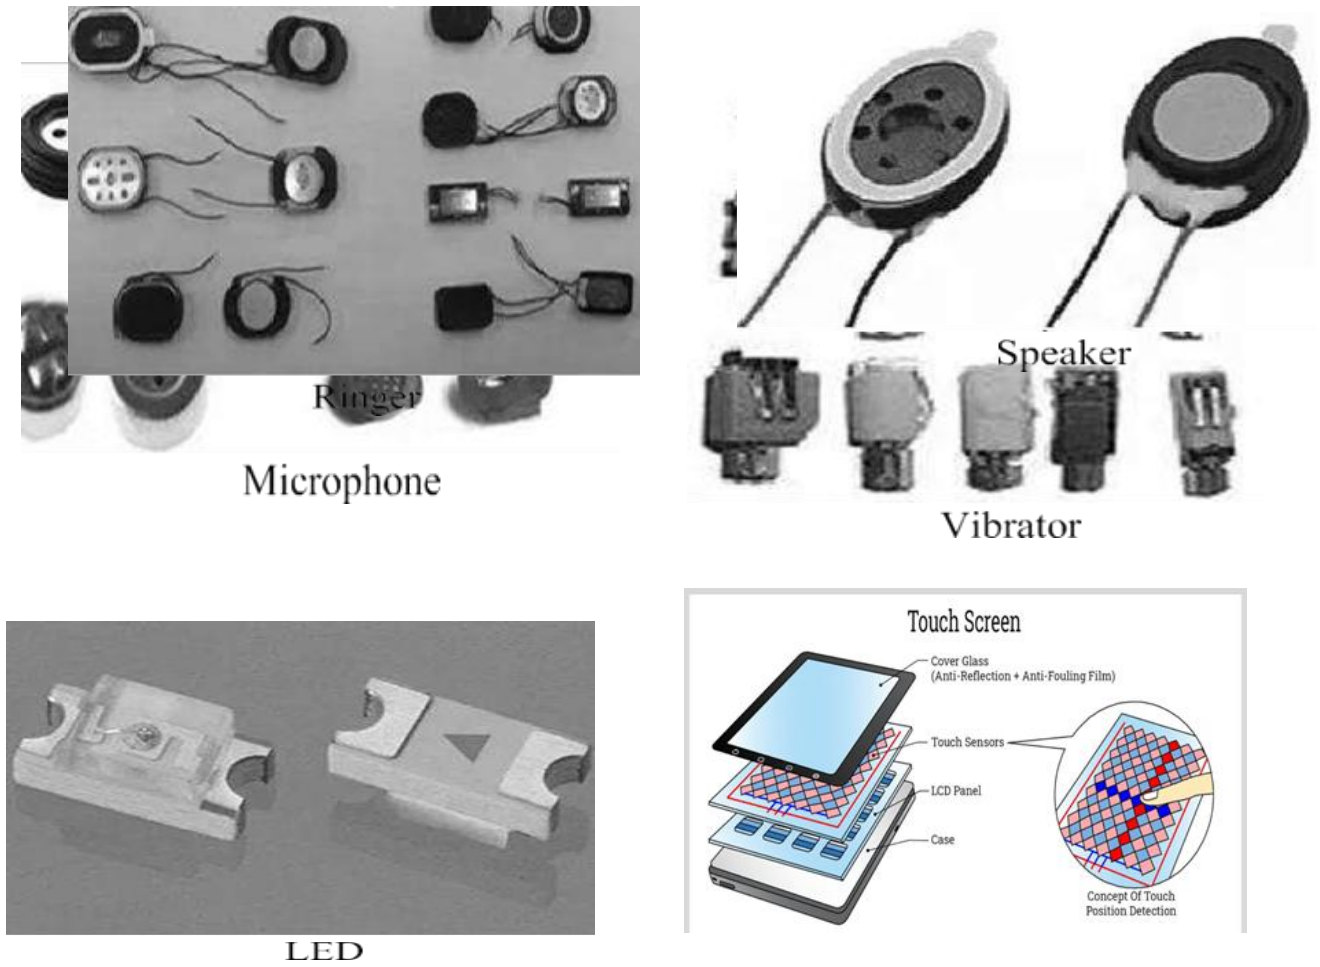 Ringer
Microphone
Speaker
Vibrator
LED
Touch Screen
Cover Glass
(Anti-Reflection + Anti-Fouling Film)
Touch Sensors
LCD Panel
Case
Concept Of Touch
Position Detection